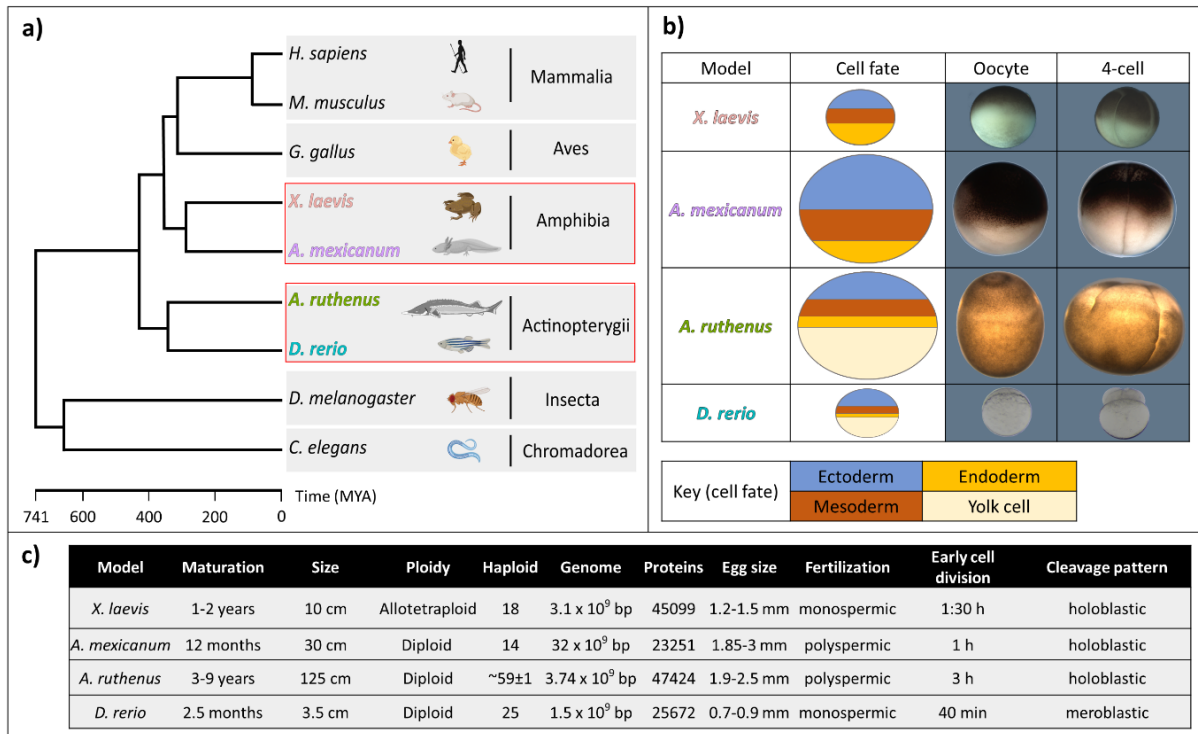 a)
H. sapiens
M. musculus
Mammalia
G. gallus
Aves
X. laevis
A. mexicanum
Amphibia
A. ruthenus
D. rerio
Actinopterygii
D. melanogaster
Insecta
C. elegans
Chromadorea
Time (MYA)
741 600 400 200 0
b)
Model Cell fate Oocyte 4-cell
X. laevis
A. mexicanum
A. ruthenus
D. rerio
Key (cell fate) Ectoderm Endoderm
Mesoderm Yolk cell
c)
Model Maturation Size Ploidy Haploid Genome Proteins Egg size Fertilization Early cell division Cleavage pattern
X. laevis 1-2 years 10 cm Allotetraploid 18 3.1 x 10⁹ bp 45099 1.2-1.5 mm monospermic 1:30 h holoblastic
A. mexicanum 12 months 30 cm Diploid 14 32 x 10⁹ bp 23251 1.85-3 mm polyspermic 1 h holoblastic
A. ruthenus 3-9 years 125 cm Diploid ~59±1 3.74 x 10⁹ bp 47424 1.9-2.5 mm polyspermic 3 h holoblastic
D. rerio 2.5 months 3.5 cm Diploid 25 1.5 x 10⁹ bp 25672 0.7-0.9 mm monospermic 40 min meroblastic